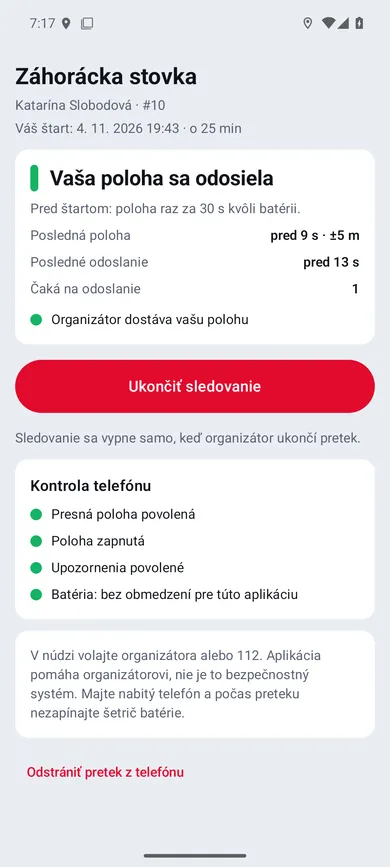 7:17
Záhorácka stovka
Katarína Slobodová · #10
Váš štart: 4. 11. 2026 19:43 · o 25 min
Vaša poloha sa odosiela
Pred štartom: poloha raz za 30 s kvôli batérii.
Posledná poloha pred 9 s · ±5 m
Posledné odoslanie pred 13 s
Čaká na odoslanie 1
Organizátor dostáva vašu polohu
Ukončiť sledovanie
Sledovanie sa vypne samo, keď organizátor ukončí pretek.
Kontrola telefónu
Presná poloha povolená
Poloha zapnutá
Upozornenia povolené
Batéria: bez obmedzení pre túto aplikáciu
V núdzi volajte organizátora alebo 112. Aplikácia
pomáha organizátorovi, nie je to bezpečnostný
systém. Majte nabitý telefón a počas preteku
nezapínajte šetrič batérie.
Odstrániť pretek z telefónu